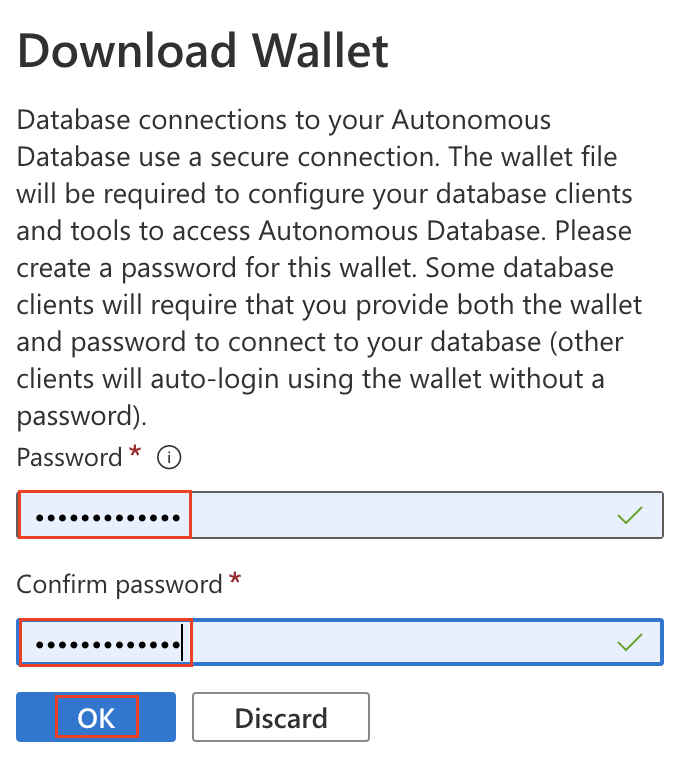 Download Wallet
Database connections to your Autonomous
Database use a secure connection. The wallet file
will be required to configure your database clients
and tools to access Autonomous Database. Please
create a password for this wallet. Some database
clients will require that you provide both the wallet
and password to connect to your database (other
clients will auto-login using the wallet without a
password).
Password *
•••••••••••••
Confirm password *
•••••••••••••
OK Discard